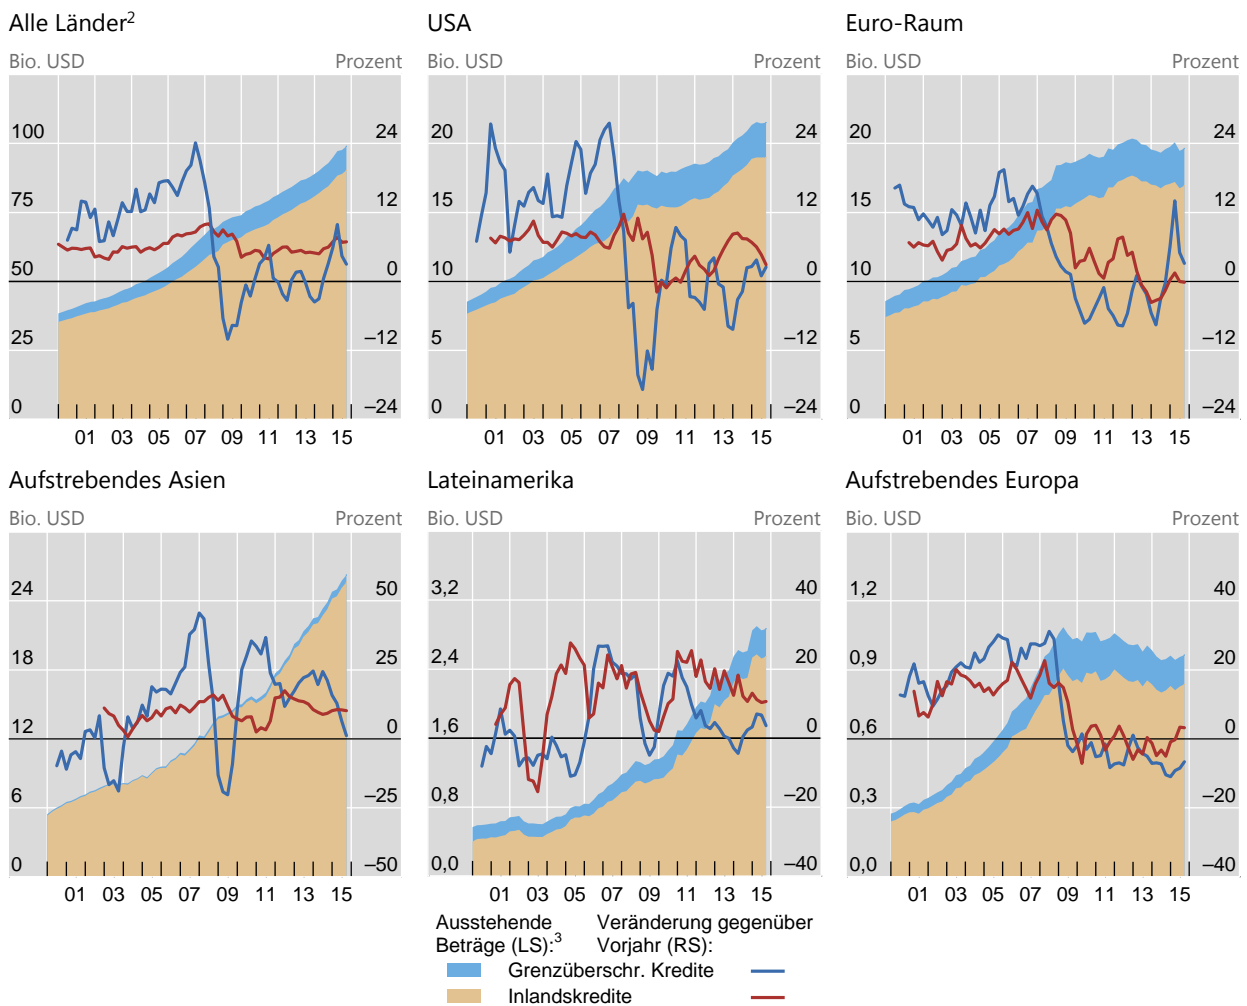 Alle Länder2
USA
Euro-Raum
Bio. USD
Prozent
Bio. USD
Prozent
Bio. USD
Prozent
100
24
20
24
20
24
75
12
15
12
15
12
50
0
10
0
10
0
25
–12
5
–12
5
–12
0
–24
0
–24
0
–24
01 03 05 07 09 11 13 15
01 03 05 07 09 11 13 15
01 03 05 07 09 11 13 15
Aufstrebendes Asien
Lateinamerika
Aufstrebendes Europa
Bio. USD
Prozent
Bio. USD
Prozent
Bio. USD
Prozent
24
50
3,2
40
1,2
40
18
25
2,4
20
0,9
20
12
0
1,6
0
0,6
0
6
–25
0,8
–20
0,3
–20
0
–50
0,0
–40
0,0
–40
01 03 05 07 09 11 13 15
01 03 05 07 09 11 13 15
01 03 05 07 09 11 13 15
Ausstehende
Beträge (LS):3
Veränderung gegenüber
Vorjahr (RS):
Grenzüberschr. Kredite
Inlandskredite